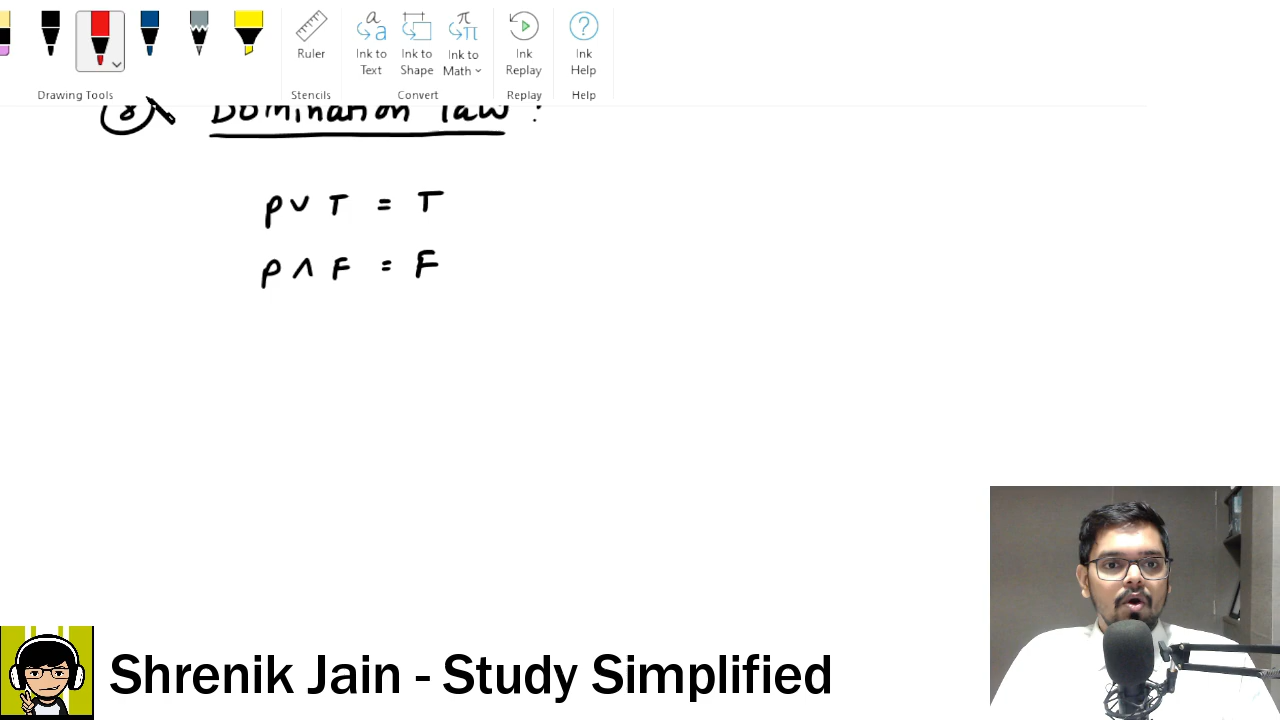 Ruler
Ink to Text
Ink to Shape
Ink to Math
Ink Replay
Ink Help
Drawing Tools
Stencils
Convert
Replay
Help
8 Domination law :
p ∨ T = T
p ∧ F = F
Shrenik Jain - Study Simplified